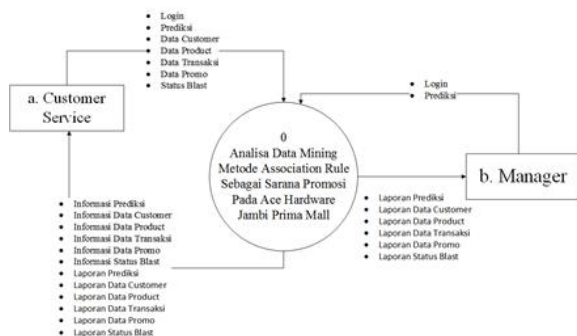 Login
Prediksi
Data Customer
Data Product
Data Transaksi
Data Promo
Status Blast
a. Customer
Service
Login
Prediksi
0
Analisa Data Mining
Metode Association Rule
Sebagai Sarana Promosi
Pada Ace Hardware
Jambi Prima Mall
b. Manager
Informasi Prediksi
Informasi Data Customer
Informasi Data Product
Informasi Data Transaksi
Informasi Data Promo
Informasi Status Blast
Laporan Prediksi
Laporan Data Customer
Laporan Data Product
Laporan Data Transaksi
Laporan Data Promo
Laporan Status Blast
Laporan Prediksi
Laporan Data Customer
Laporan Data Product
Laporan Data Transaksi
Laporan Data Promo
Laporan Status Blast